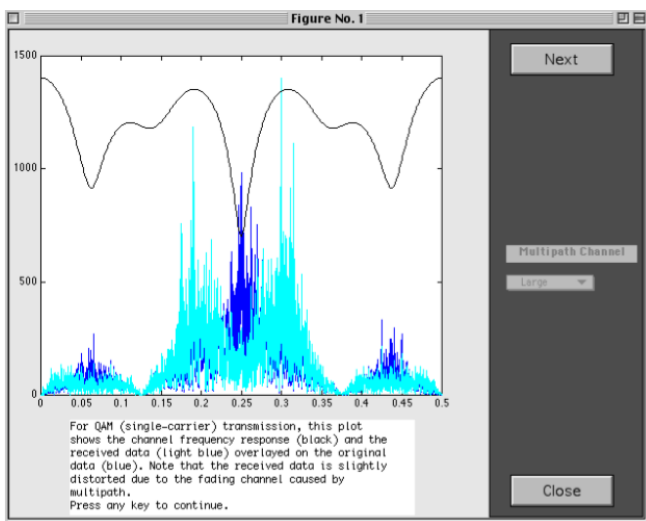 Figure No. 1
1500
1000
500
0
0 0.05 0.1 0.15 0.2 0.25 0.3 0.35 0.4 0.45 0.5
For QAM (single-carrier) transmission, this plot
shows the channel frequency response (black) and the
received data (light blue) overlayed on the original
data (blue). Note that the received data is slightly
distorted due to the fading channel caused by
multipath.
Press any key to continue.
Next
Multipath Channel
Large
Close